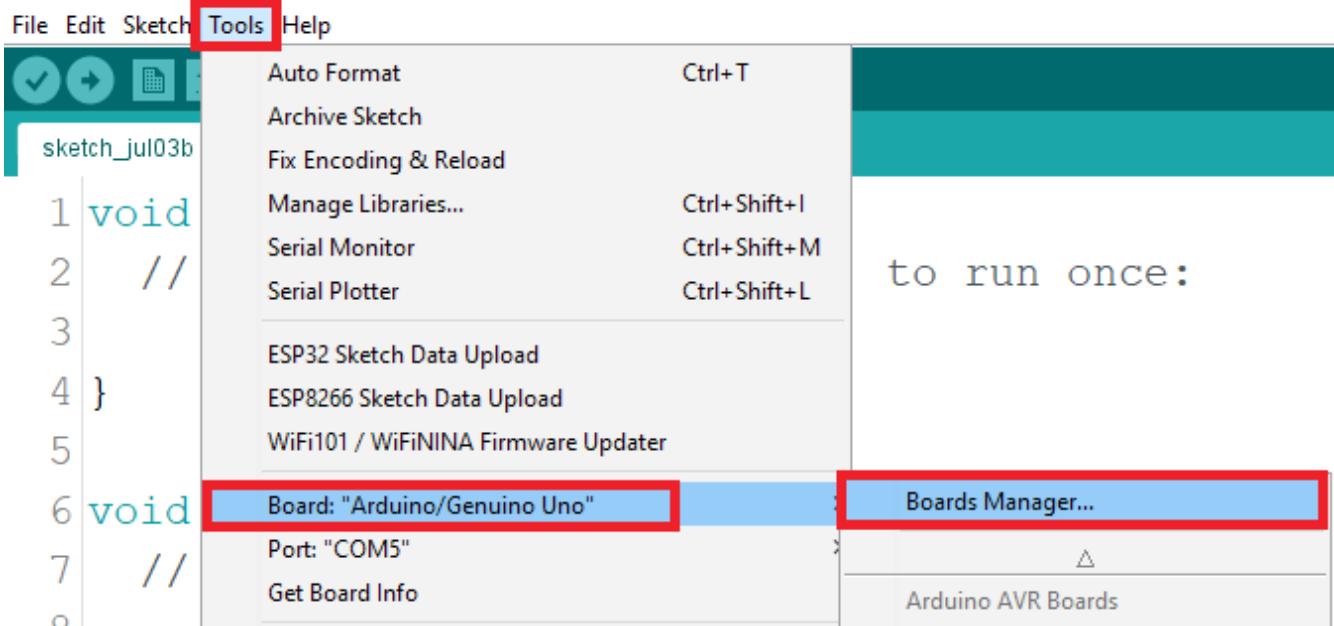 File Edit Sketch Tools Help
Auto Format Ctrl+T
Archive Sketch
sketch_jul03b
Fix Encoding & Reload
Manage Libraries... Ctrl+Shift+I
1 void
Serial Monitor Ctrl+Shift+M
2 // to run once:
Serial Plotter Ctrl+Shift+L
3
ESP32 Sketch Data Upload
4 }
ESP8266 Sketch Data Upload
WiFi101 / WiFiNINA Firmware Updater
5
6 void
Board: "Arduino/Genuino Uno"
Boards Manager...
Port: "COM5"
7 //
Get Board Info
Arduino AVR Boards